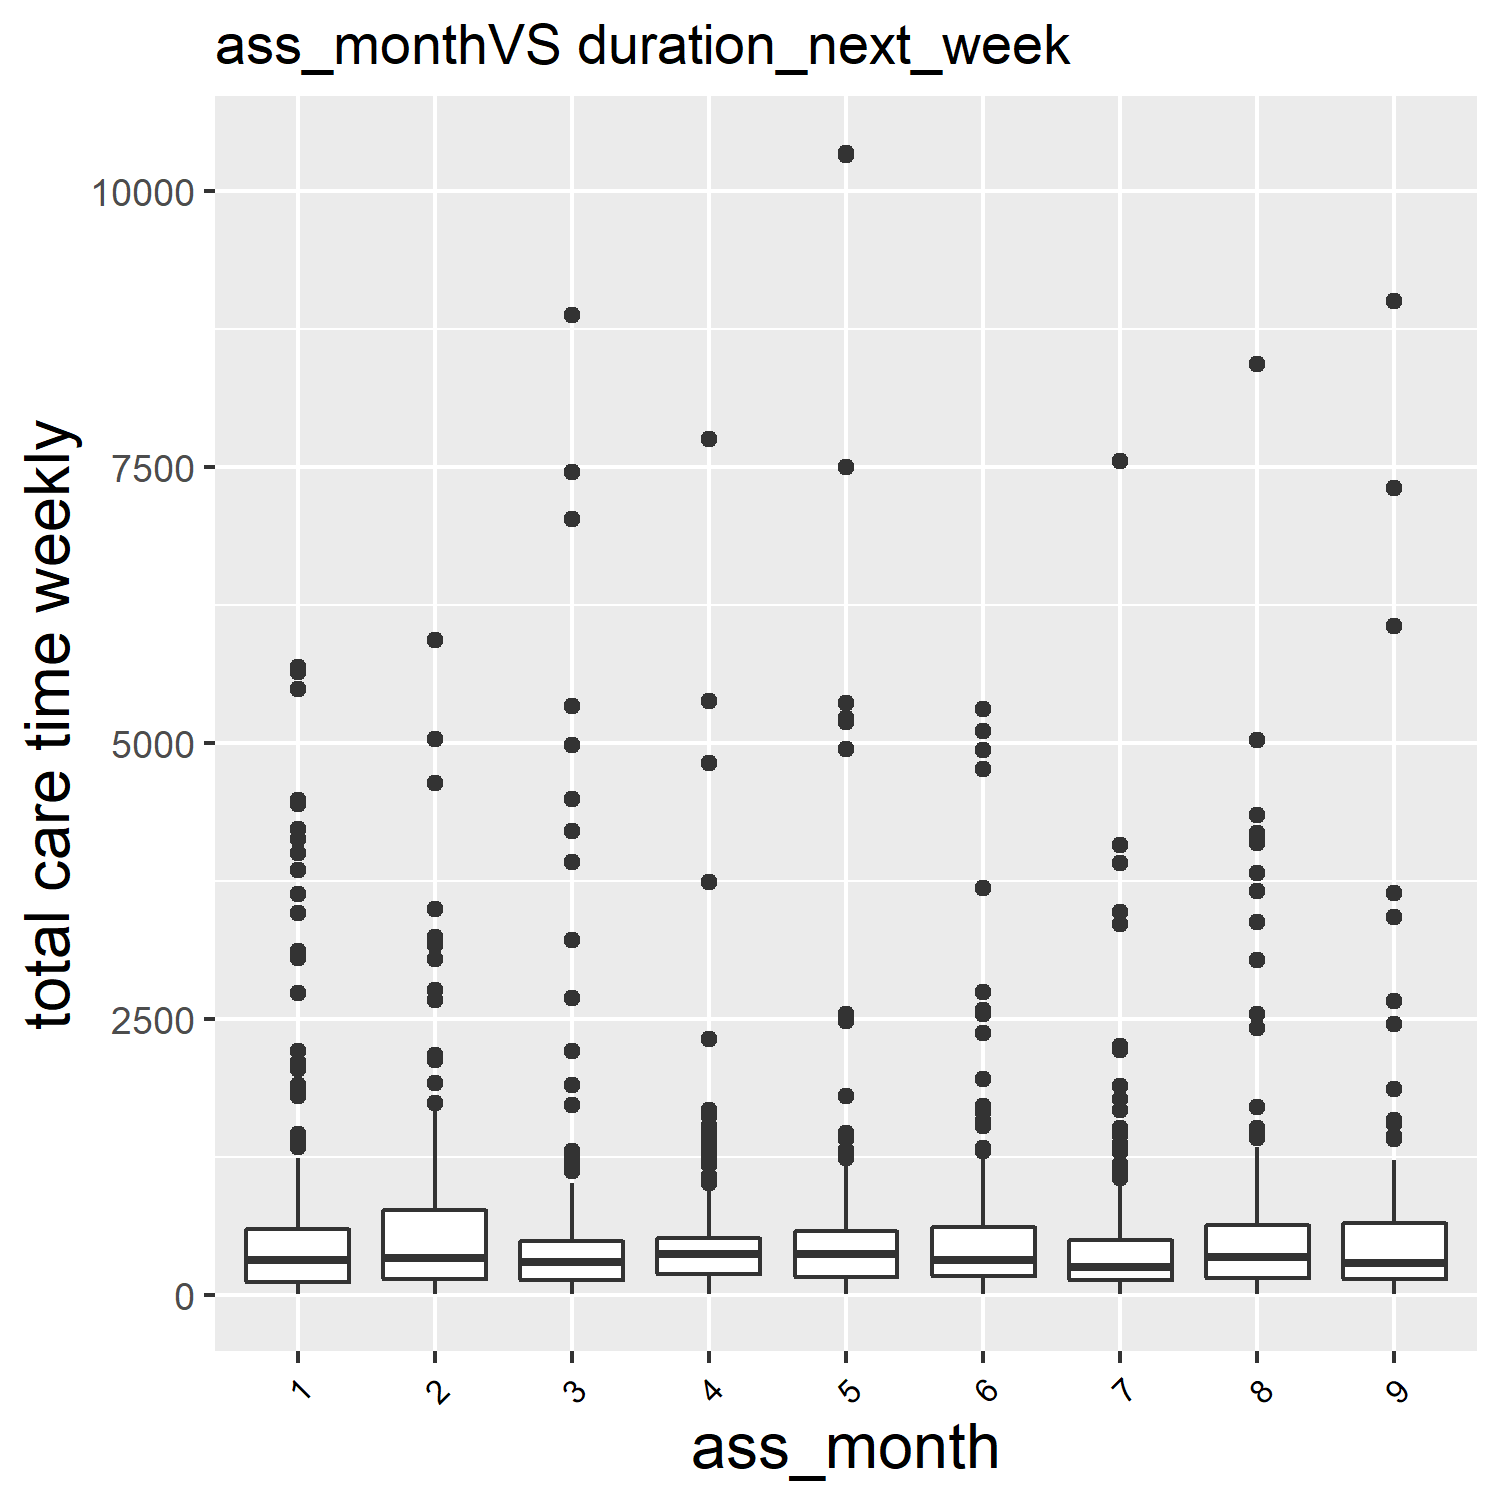 ass_monthVS duration_next_week
10000
7500
5000
2500
0
total care time weekly
1 2 3 4 5 6 7 8 9
ass_month